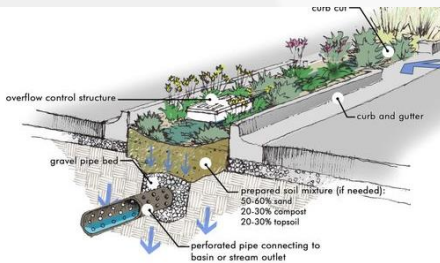 curb cut
overflow control structure
curb and gutter
gravel pipe bed
prepared soil mixture (if needed):
50-60% sand
20-30% campost
20-30% topsoil
perforated pipe connecting to
basin or stream outlet